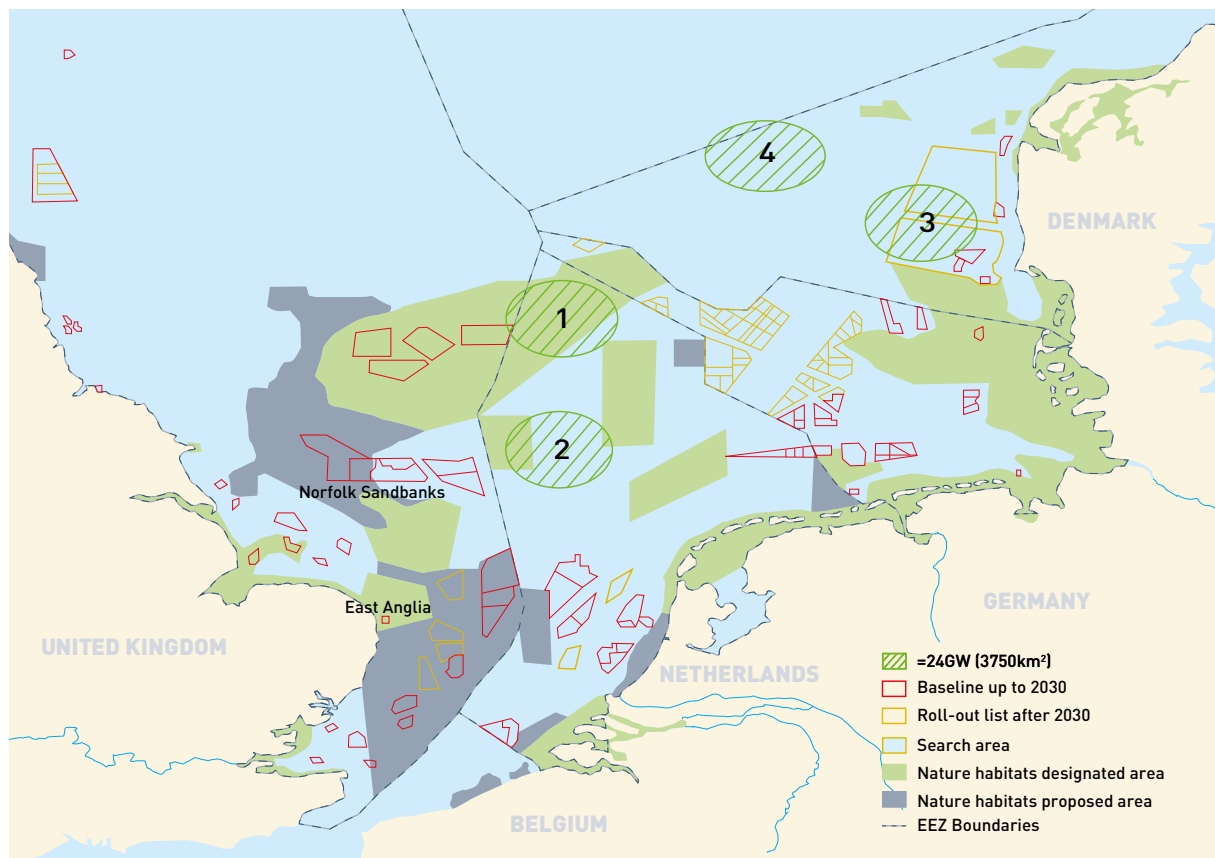 4
3
DENMARK
1
2
Norfolk Sandbanks
East Anglia
UNITED KINGDOM
GERMANY
NETHERLANDS
BELGIUM
=24GW (3750km²)
Baseline up to 2030
Roll-out list after 2030
Search area
Nature habitats designated area
Nature habitats proposed area
EEZ Boundaries